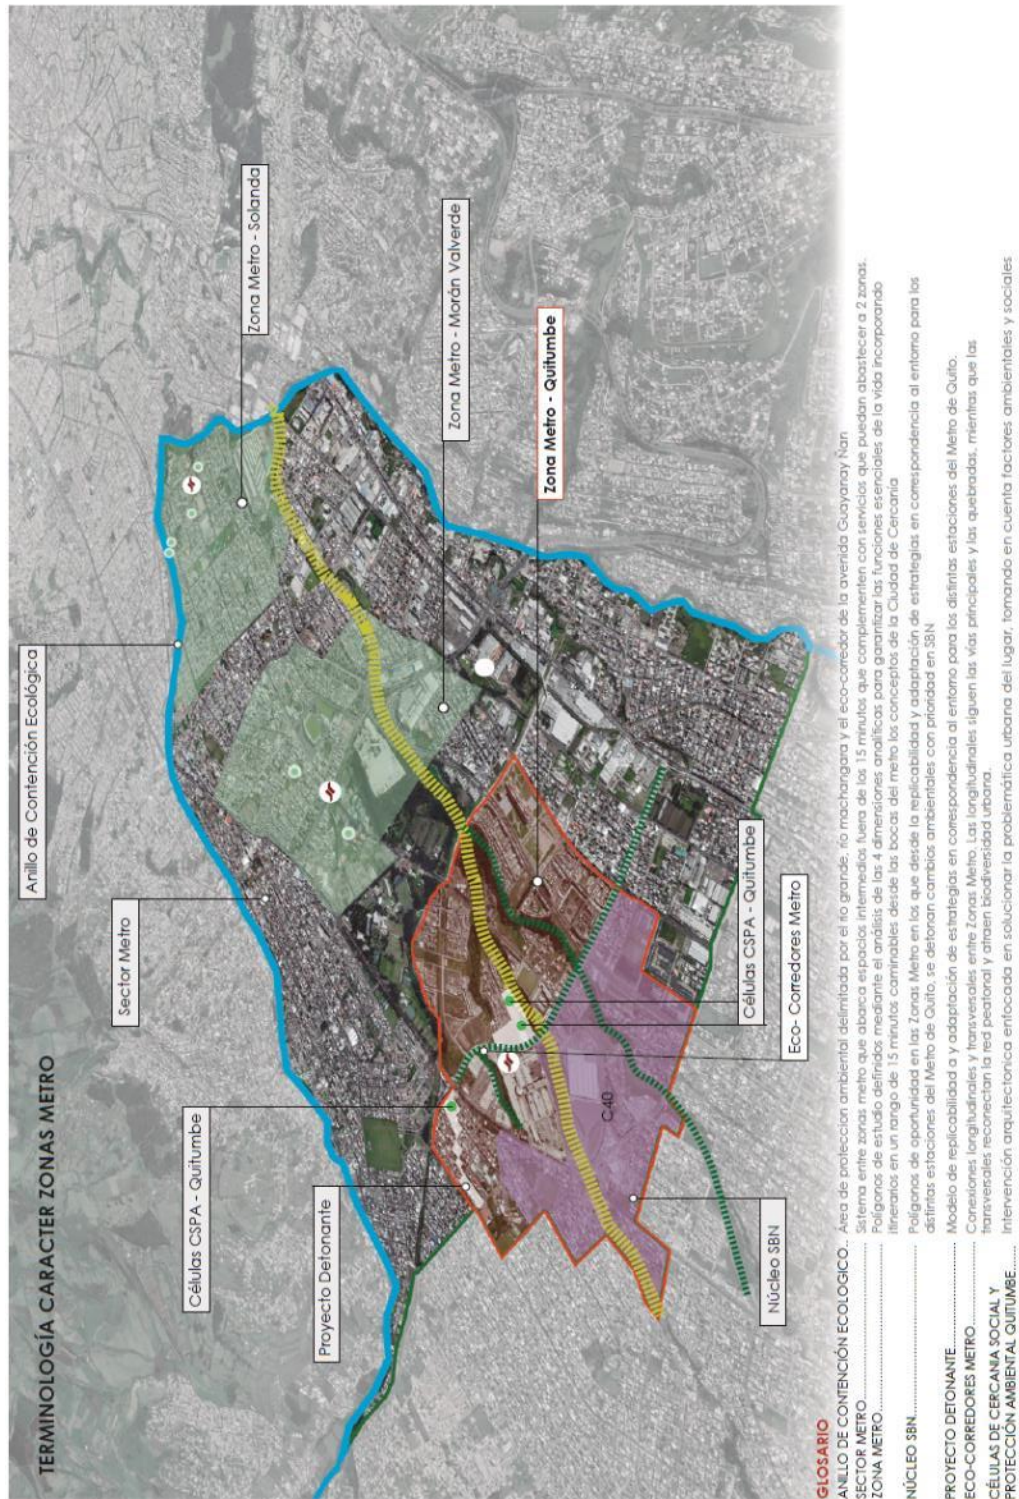 TERMINOLOGÍA CARACTER ZONAS METRO
Anillo de Contención Ecológica
Sector Metro
Células CSPA - Quitumbe
Proyecto Detonante
Zona Metro - Solanda
Zona Metro - Morán Valverde
Zona Metro - Quitumbe
Células CSPA - Quitumbe
Eco- Corredores Metro
Núcleo SBN
C40
GLOSARIO
ANILLO DE CONTENCIÓN ECOLOGICO... Área de proteccion ambiental delimitada por el rio grande, rio machangara y el eco-corredor de la avenida Guayanay Ñan
SECTOR METRO... Sistema entre zonas metro que abarca espacios intermedios fuera de los 15 minutos que complementen con servicios que puedan abastecer a 2 zonas.
ZONA METRO... Polígonos de estudio definidos mediante el análisis de las 4 dimensiones analíticas para garantizar las funciones esenciales de la vida incorporando
itinerarios en un rango de 15 minutos caminables desde las bocas del metro los conceptos de la Ciudad de Cercanía
NÚCLEO SBN... Polígonos de oportunidad en las Zonas Metro en los que desde la replicabilidad y adaptación de estrategias en correspondencia al entorno para los
distintas estaciones del Metro de Quito, se detonan cambios ambientales con prioridad en SBN
PROYECTO DETONANTE... Modelo de replicabilidad a y adaptación de estrategias en correspondencia al entorno para los distintas estaciones del Metro de Quito.
ECO-CORREDORES METRO... Conexiones longitudinales y transversales entre Zonas Metro. Las longitudinales siguen las vías principales y las quebradas, mientras que las
transversales reconectan la red peatonal y atraen biodiversidad urbana.
CÉLULAS DE CERCANIA SOCIAL Y
PROTECCIÓN AMBIENTAL QUITUMBE... Intervención arquitectonica enfocada en solucionar la problemática urbana del lugar, tomando en cuenta factores ambientales y sociales